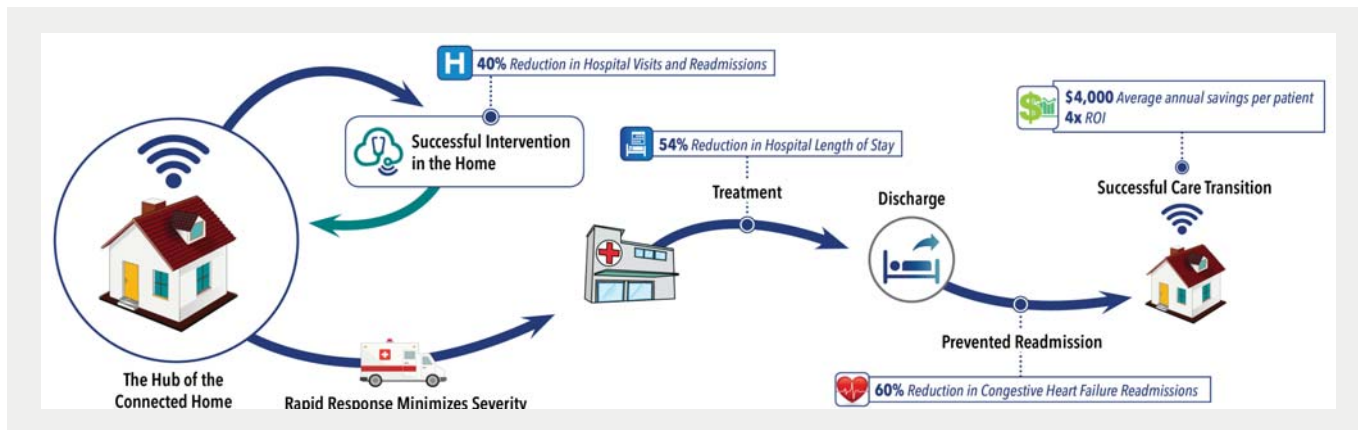 H
40% Reduction in Hospital Visits and Readmissions
Successful Intervention
in the Home
The Hub of the
Connected Home
Rapid Response Minimizes Severity
54% Reduction in Hospital Length of Stay
Treatment
Discharge
Prevented Readmission
60% Reduction in Congestive Heart Failure Readmissions
$
$4,000 Average annual savings per patient
4x ROI
Successful Care Transition